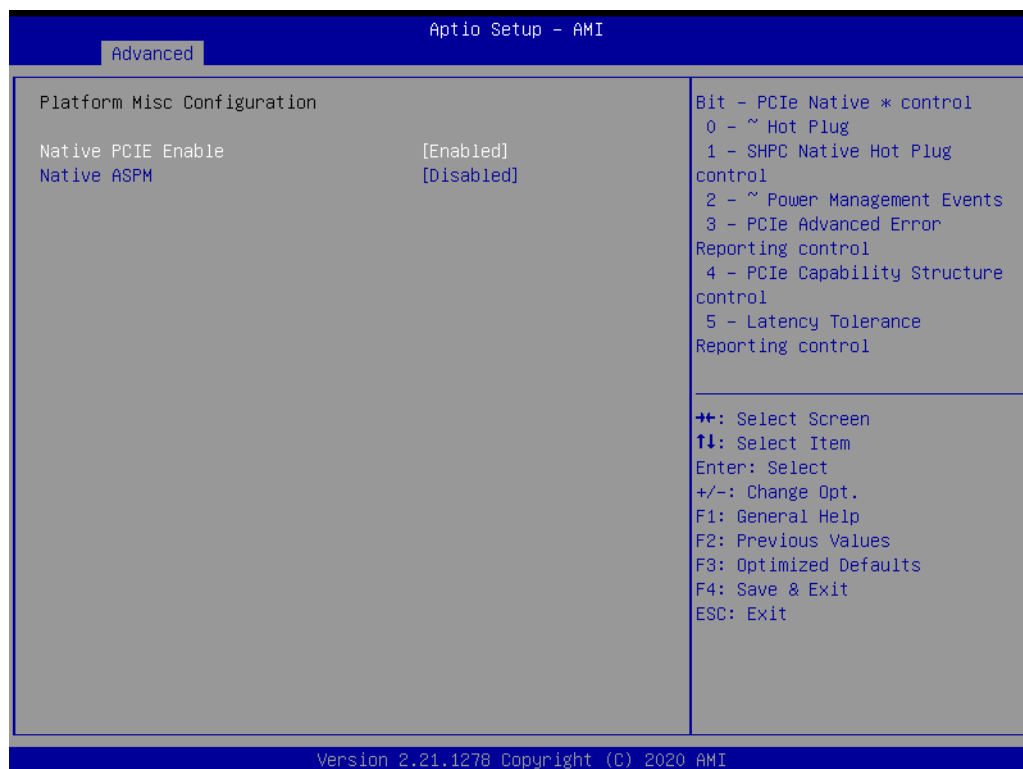 Aptio Setup – AMI
Advanced
Platform Misc Configuration
Native PCIE Enable [Enabled]
Native ASPM [Disabled]
Bit – PCIe Native * control
0 – ~ Hot Plug
1 – SHPC Native Hot Plug
control
2 – ~ Power Management Events
3 – PCIe Advanced Error
Reporting control
4 – PCIe Capability Structure
control
5 – Latency Tolerance
Reporting control
→←: Select Screen
↑↓: Select Item
Enter: Select
+/-: Change Opt.
F1: General Help
F2: Previous Values
F3: Optimized Defaults
F4: Save & Exit
ESC: Exit
Version 2.21.1278 Copyright (C) 2020 AMI